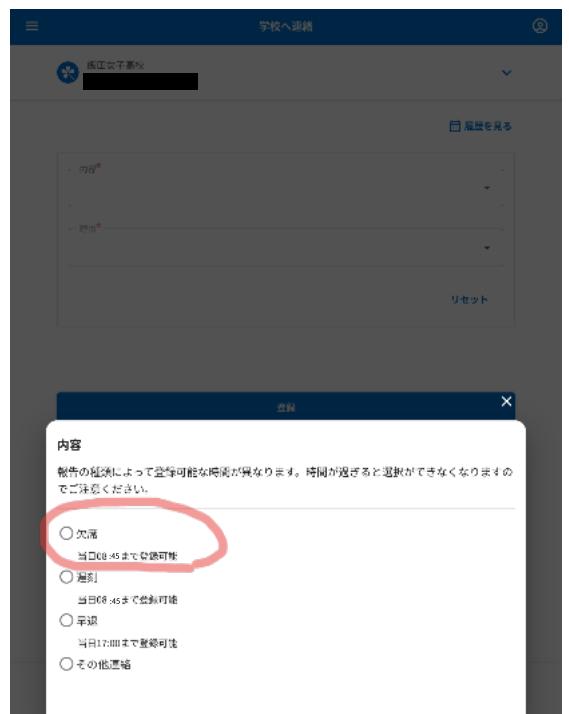 学校へ連絡
飯田女子高校
履歴を見る
内容*
理由*
リセット
登録
内容
報告の種類によって登録可能な時間が異なります。時間が過ぎると選択ができなくなりますの
でご注意ください。
欠席
当日08:45まで登録可能
遅刻
当日08:45まで登録可能
早退
当日17:00まで登録可能
その他連絡